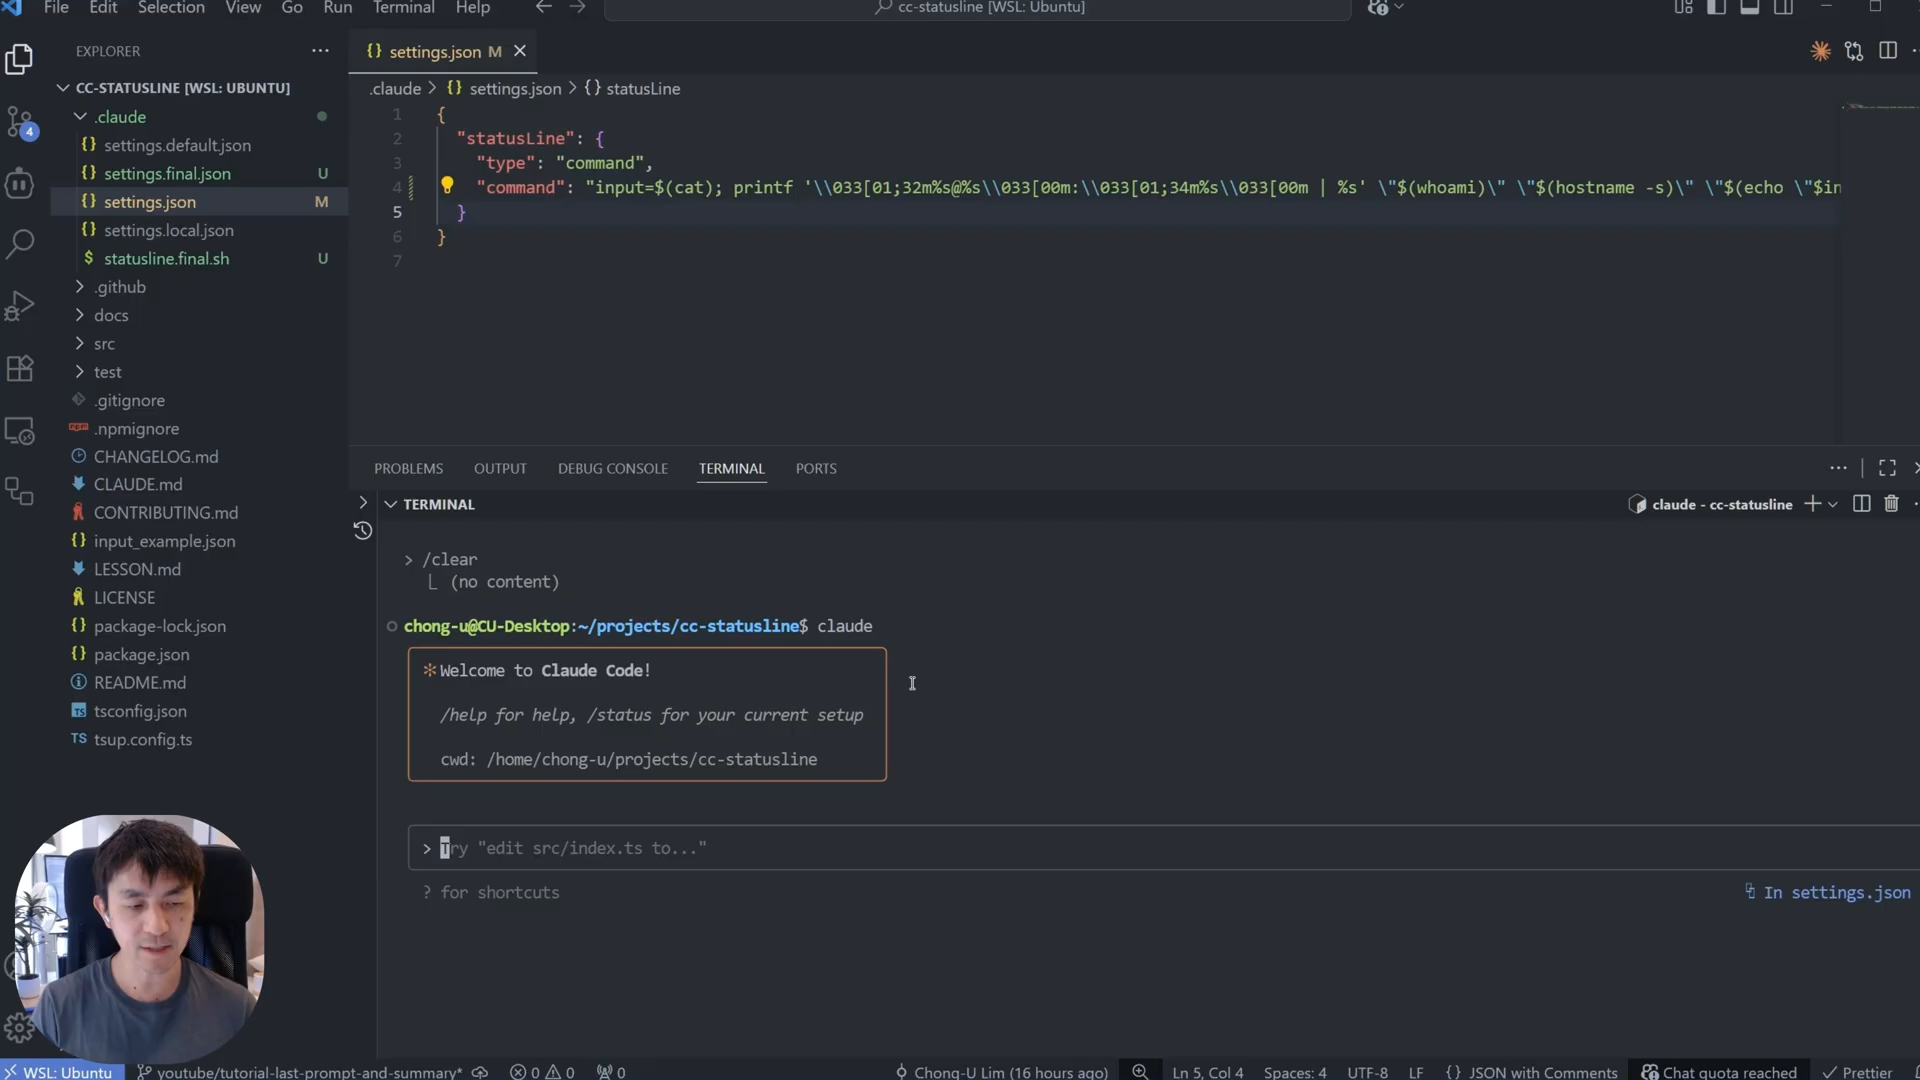 File Edit Selection View Go Run Terminal Help
cc-statusline [WSL: Ubuntu]
EXPLORER
CC-STATUSLINE [WSL: UBUNTU]
.claude
settings.default.json
settings.final.json U
settings.json M
settings.local.json
statusline.final.sh U
.github
docs
src
test
.gitignore
.npmignore
CHANGELOG.md
CLAUDE.md
CONTRIBUTING.md
input_example.json
LESSON.md
LICENSE
package-lock.json
package.json
README.md
tsconfig.json
tsup.config.ts
4
settings.json M
.claude > {} settings.json > {} statusLine
1 {
2 "statusLine": {
3 "type": "command",
4 "command": "input=$(cat); printf '\\033[01;32m%s@%s\\033[00m:\\033[01;34m%s\\033[00m | %s' \"$(whoami)\" \"$(hostname -s)\" \"$(echo \"$in
5 }
6 }
7
PROBLEMS OUTPUT DEBUG CONSOLE TERMINAL PORTS
TERMINAL
claude - cc-statusline
> /clear
(no content)
chong-u@CU-Desktop:~/projects/cc-statusline$ claude
Welcome to Claude Code!
/help for help, /status for your current setup
cwd: /home/chong-u/projects/cc-statusline
> Try "edit src/index.ts to..."
? for shortcuts
In settings.json
WSL: Ubuntu youtube/tutorial-last-prompt-and-summary* 0 0 0 Chong-U Lim (16 hours ago) Ln 5, Col 4 Spaces: 4 UTF-8 LF {} JSON with Comments Chat quota reached Prettier